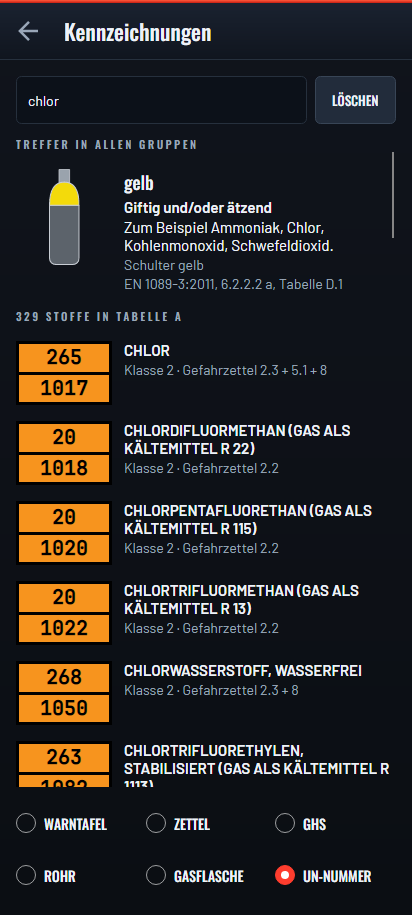 Kennzeichnungen
chlor
LÖSCHEN
TREFFER IN ALLEN GRUPPEN
gelb
Giftig und/oder ätzend
Zum Beispiel Ammoniak, Chlor,
Kohlenmonoxid, Schwefeldioxid.
Schulter gelb
EN 1089-3:2011, 6.2.2.2 a, Tabelle D.1
329 STOFFE IN TABELLE A
265
1017
CHLOR
Klasse 2 · Gefahrzettel 2.3 + 5.1 + 8
20
1018
CHLORDIFLUORMETHAN (GAS ALS
KÄLTEMITTEL R 22)
Klasse 2 · Gefahrzettel 2.2
20
1020
CHLORPENTAFLUORETHAN (GAS ALS
KÄLTEMITTEL R 115)
Klasse 2 · Gefahrzettel 2.2
20
1022
CHLORTRIFLUORMETHAN (GAS ALS
KÄLTEMITTEL R 13)
Klasse 2 · Gefahrzettel 2.2
268
1050
CHLORWASSERSTOFF, WASSERFREI
Klasse 2 · Gefahrzettel 2.3 + 8
263
1082
CHLORTRIFLUORETHYLEN,
STABILISIERT (GAS ALS KÄLTEMITTEL R
1113)
WARNTAFEL
ZETTEL
GHS
ROHR
GASFLASCHE
UN-NUMMER